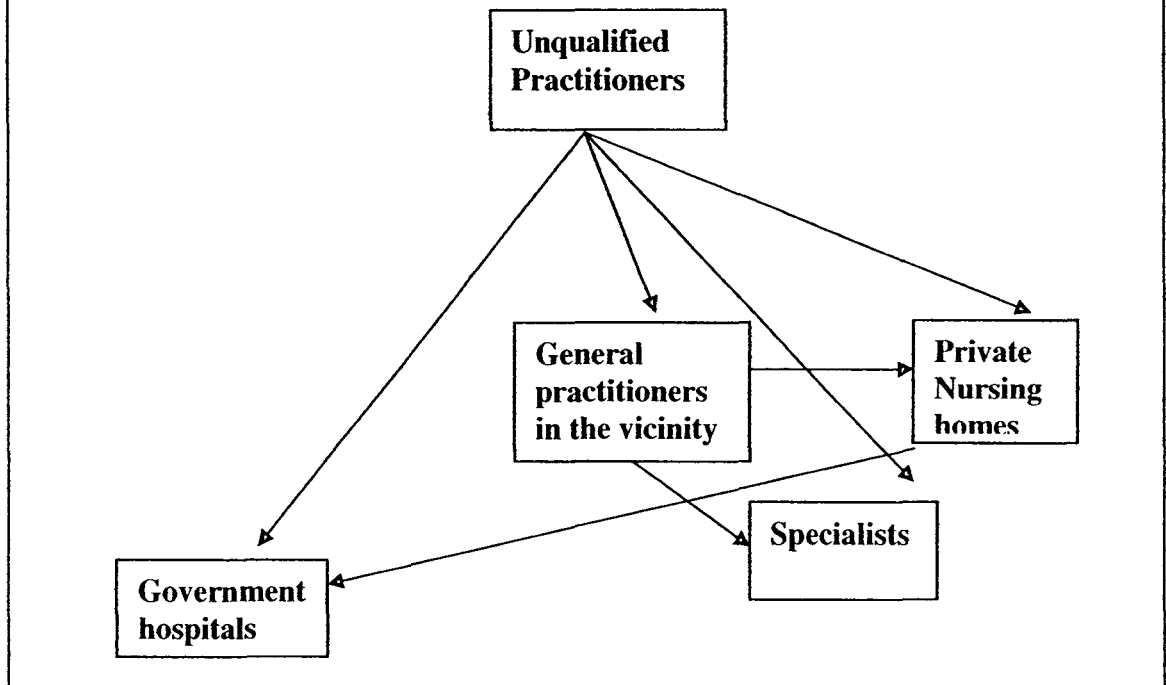 Unqualified
Practitioners
General
practitioners
in the vicinity
Private
Nursing
homes
Specialists
Government
hospitals